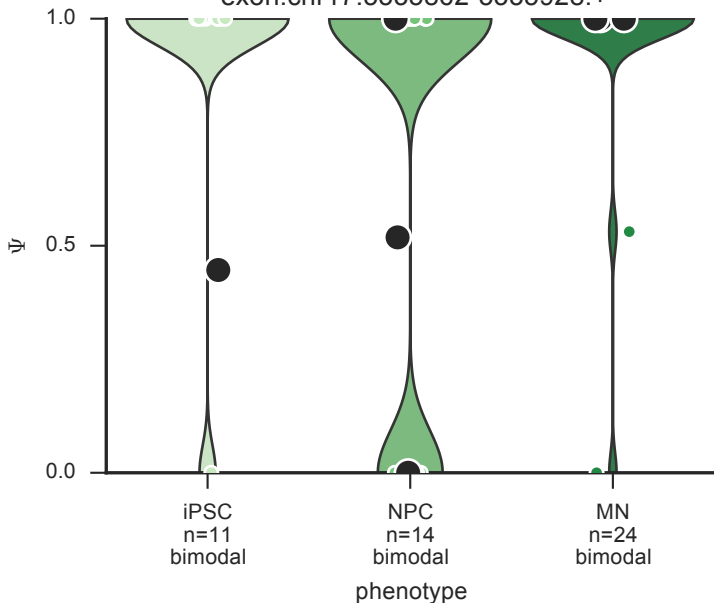 1.0
Ψ
0.5
0.0
iPSC
n=11
bimodal
NPC
n=14
bimodal
MN
n=24
bimodal
phenotype